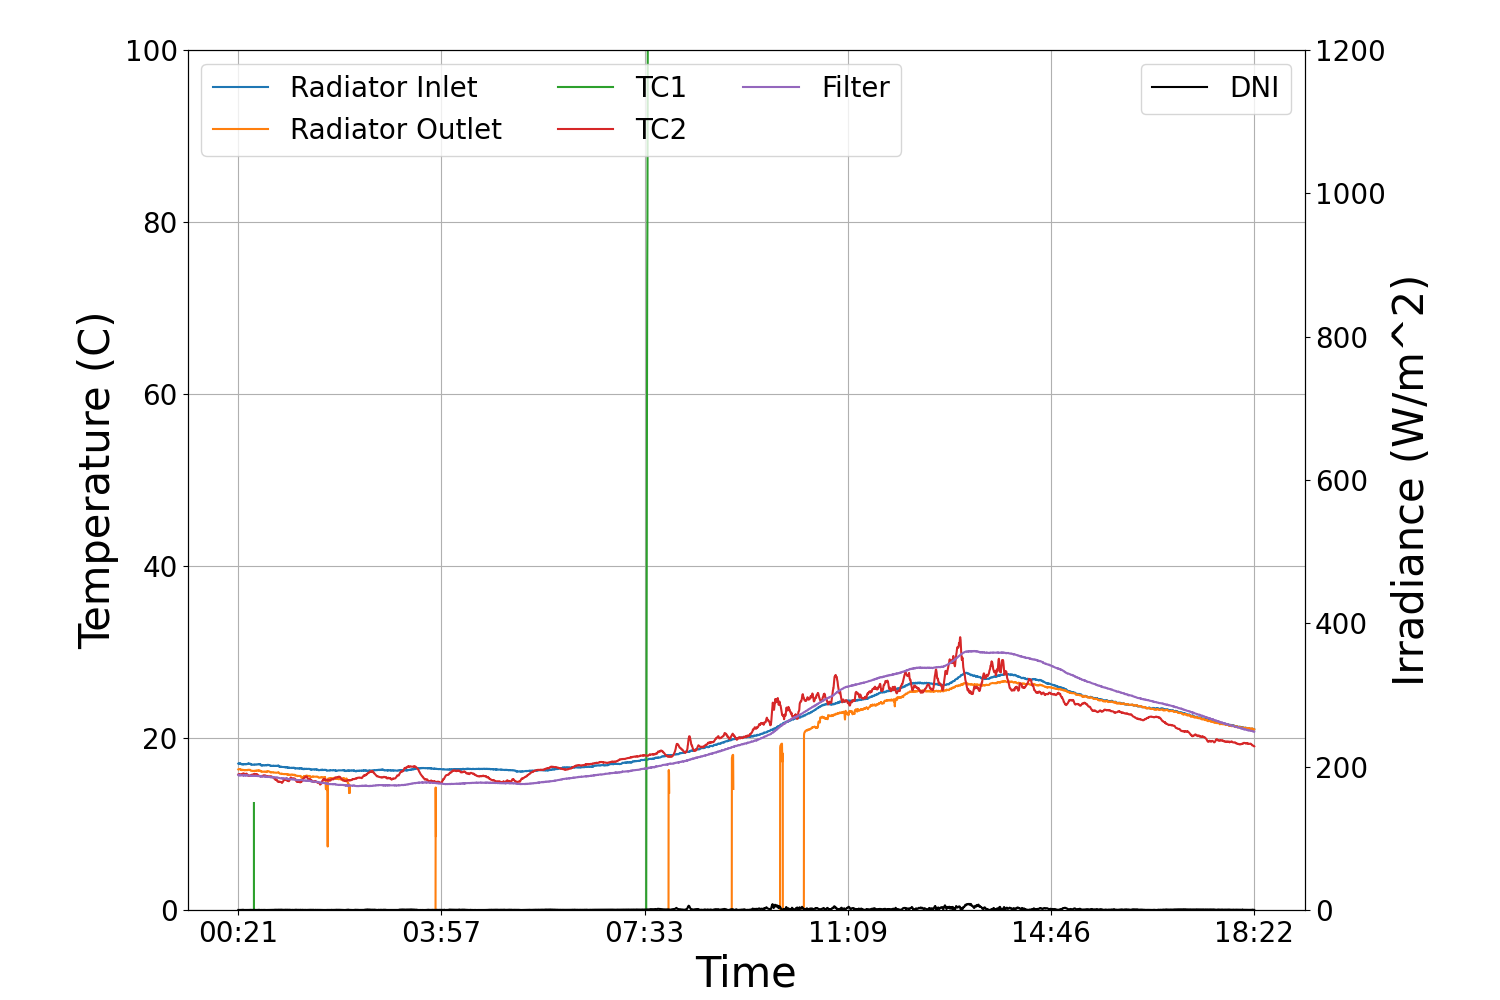 100
80
60
40
20
0
Temperature (C)
Radiator Inlet
Radiator Outlet
TC1
TC2
Filter
DNI
1200
1000
800
600
400
200
0
Irradiance (W/m^2)
00:21 03:57 07:33 11:09 14:46 18:22
Time